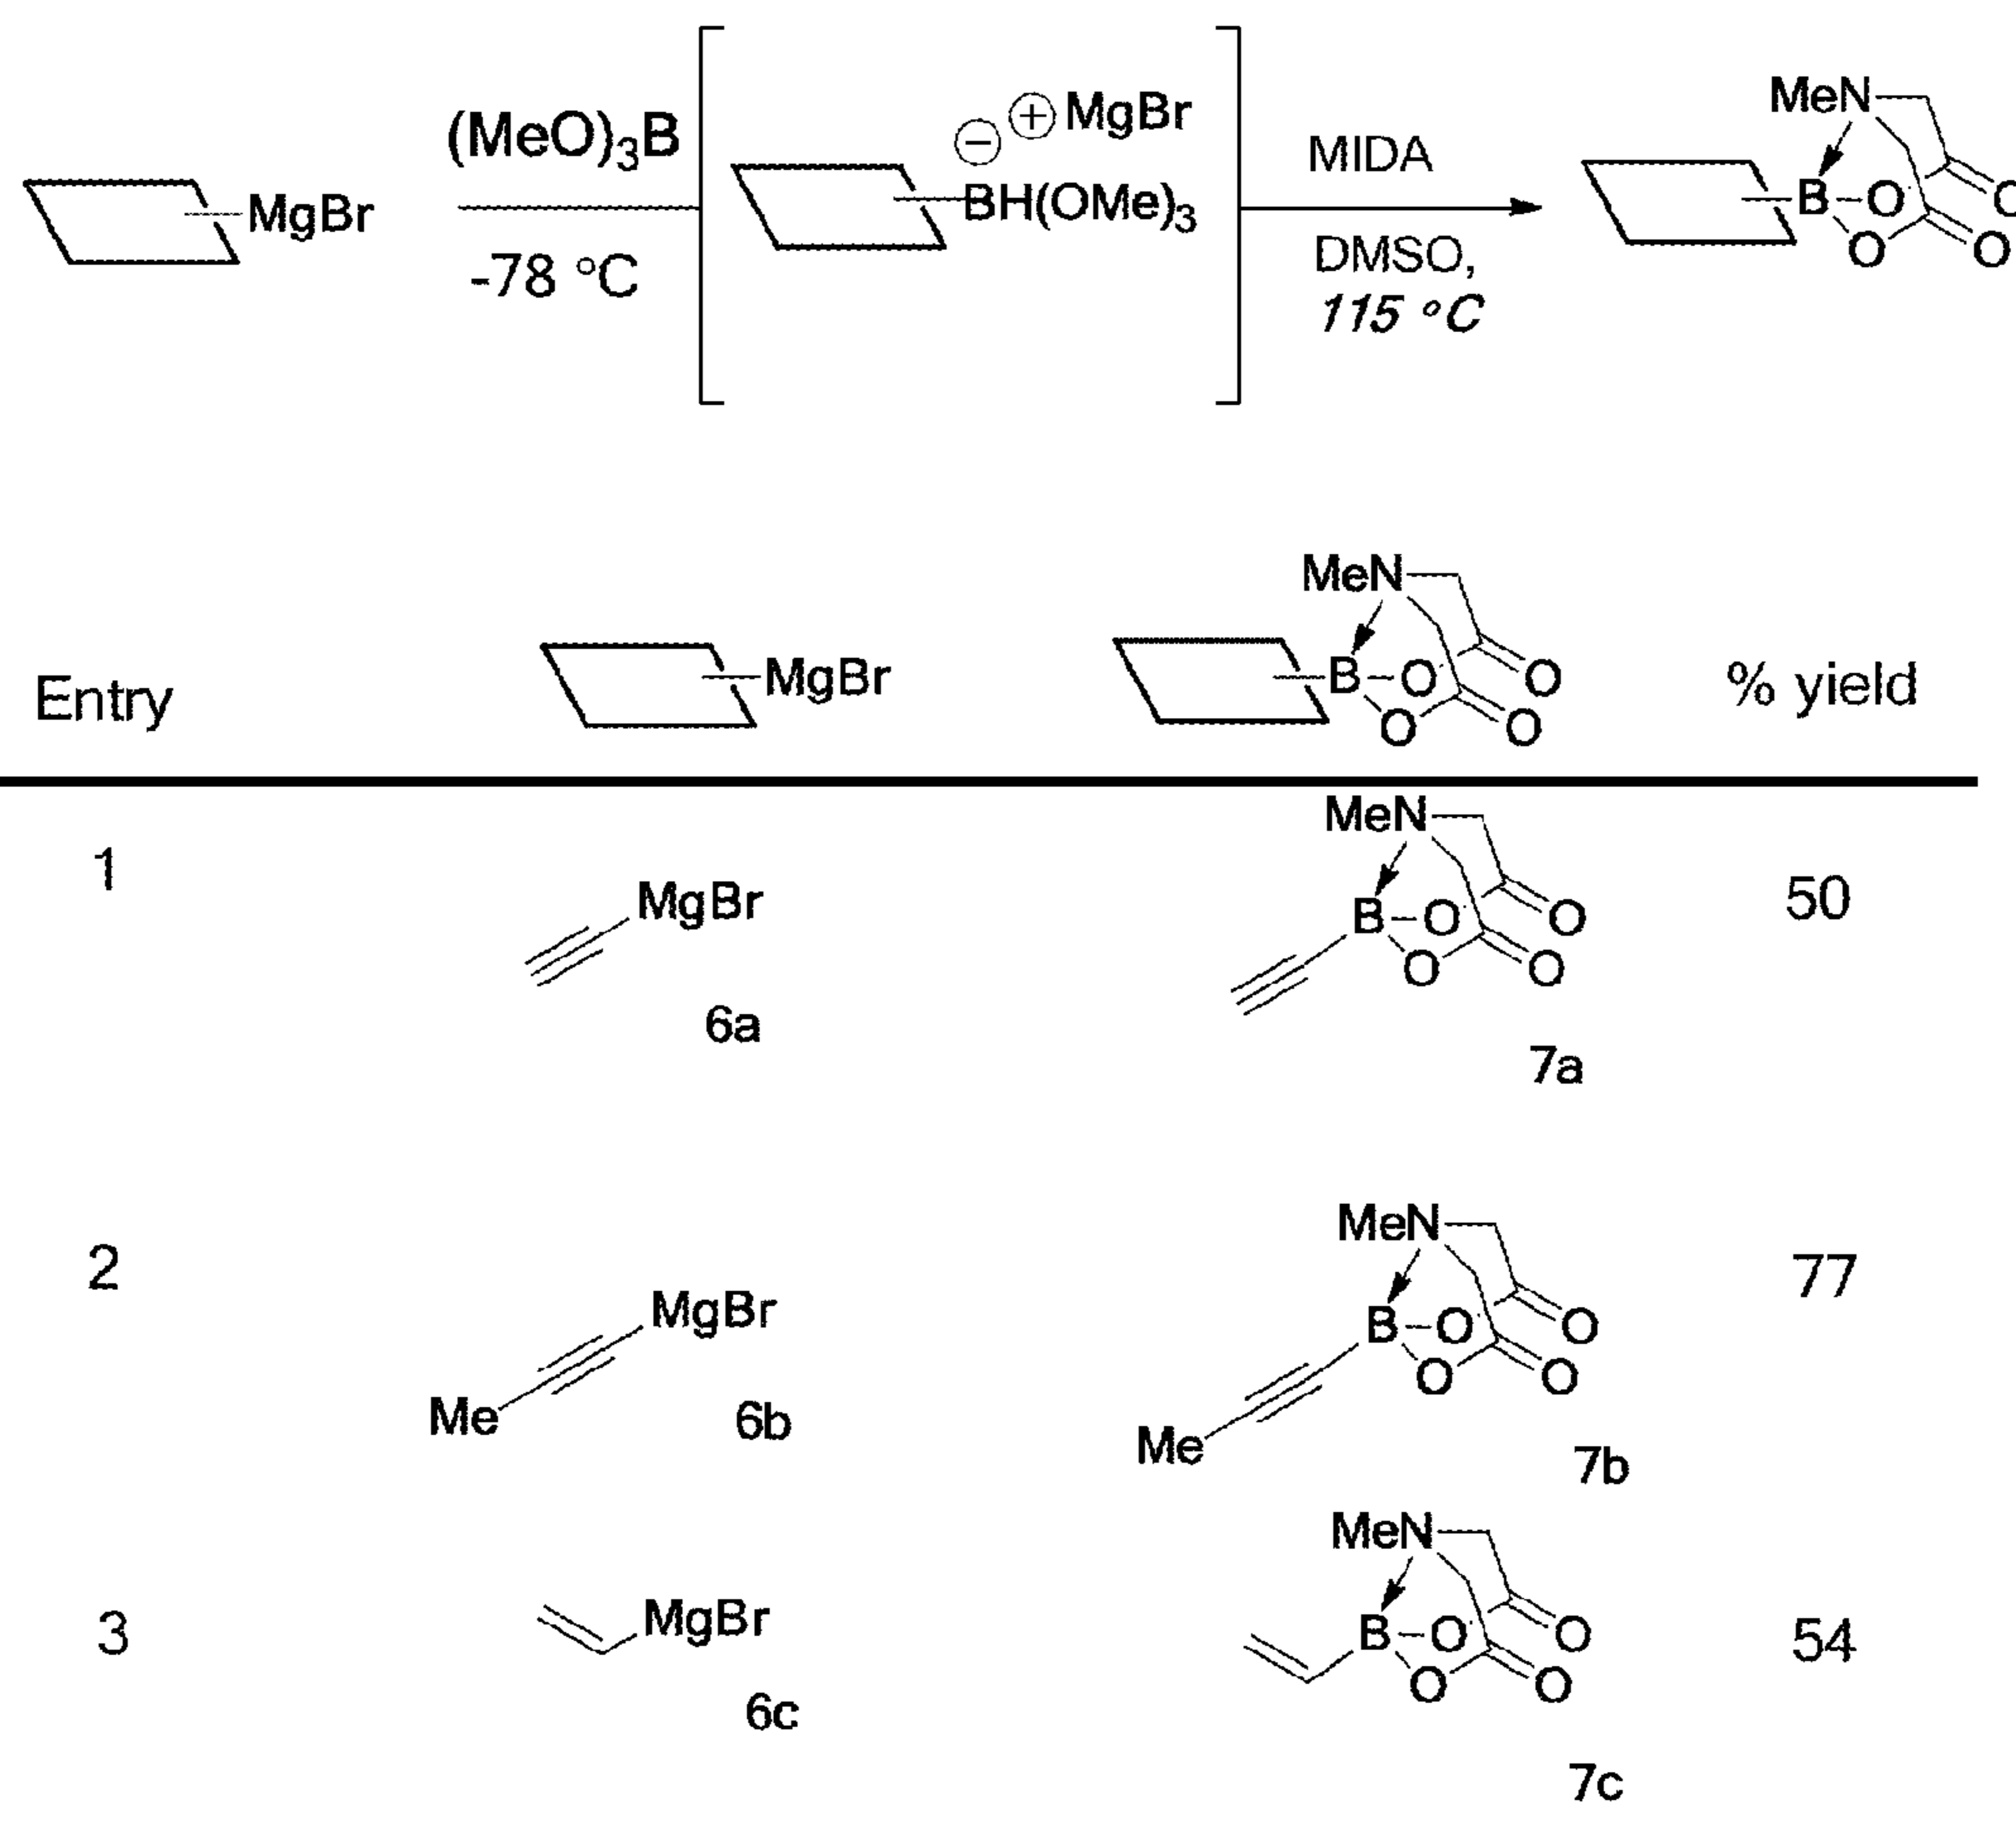 MgBr
(MeO)3B
-78 °C
⊖ ⊕MgBr
BH(OMe)3
MIDA
DMSO,
115 °C
MeN
B-O O
O O
Entry
MgBr
MeN
B-O O
O O
% yield
1
MgBr
6a
MeN
B-O O
O O
7a
50
2
MgBr
Me
6b
MeN
B-O O
O O
Me
7b
77
3
MgBr
6c
MeN
B-O O
O O
7c
54